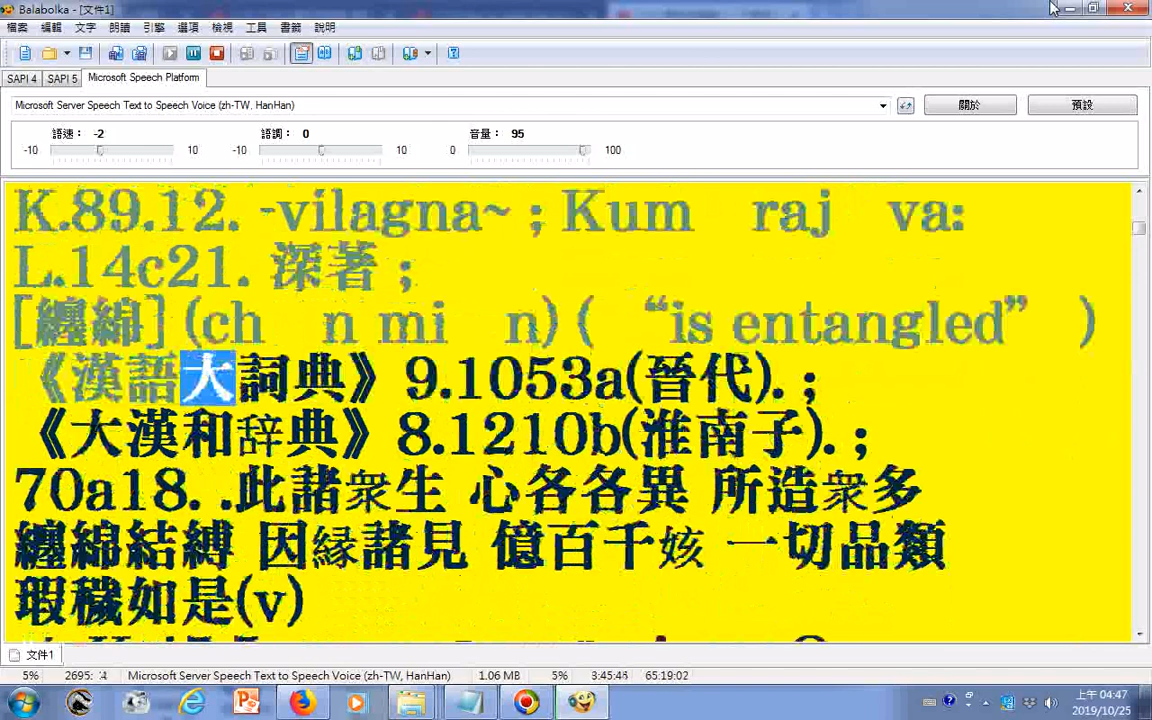 Balabolka - [文件1]
檔案 編輯 文字 朗讀 引擎 選項 檢視 工具 書籤 說明
SAPI 4 SAPI 5 Microsoft Speech Platform
Microsoft Server Speech Text to Speech Voice (zh-TW, HanHan) 關於 預設
語速： -2 語調： 0 音量： 95
-10 10 -10 10 0 100
K.89.12. -vilagna~ ; Kum raj va:
L.14c21. 深著 ;
[纏綿] (ch n mi n) ( “is entangled” )
《漢語大詞典》 9.1053a(晉代). ;
《大漢和辞典》 8.1210b(淮南子). ;
70a18. .此諸衆生 心各各異 所造衆多
纏綿結縛 因縁諸見 億百千姟 一切品類
瑕穢如是(v)
文件1
5% 2695: Microsoft Server Speech Text to Speech Voice (zh-TW, HanHan) 1.06 MB 5% 3:45:46 65:19:02
上午 04:47
2019/10/25